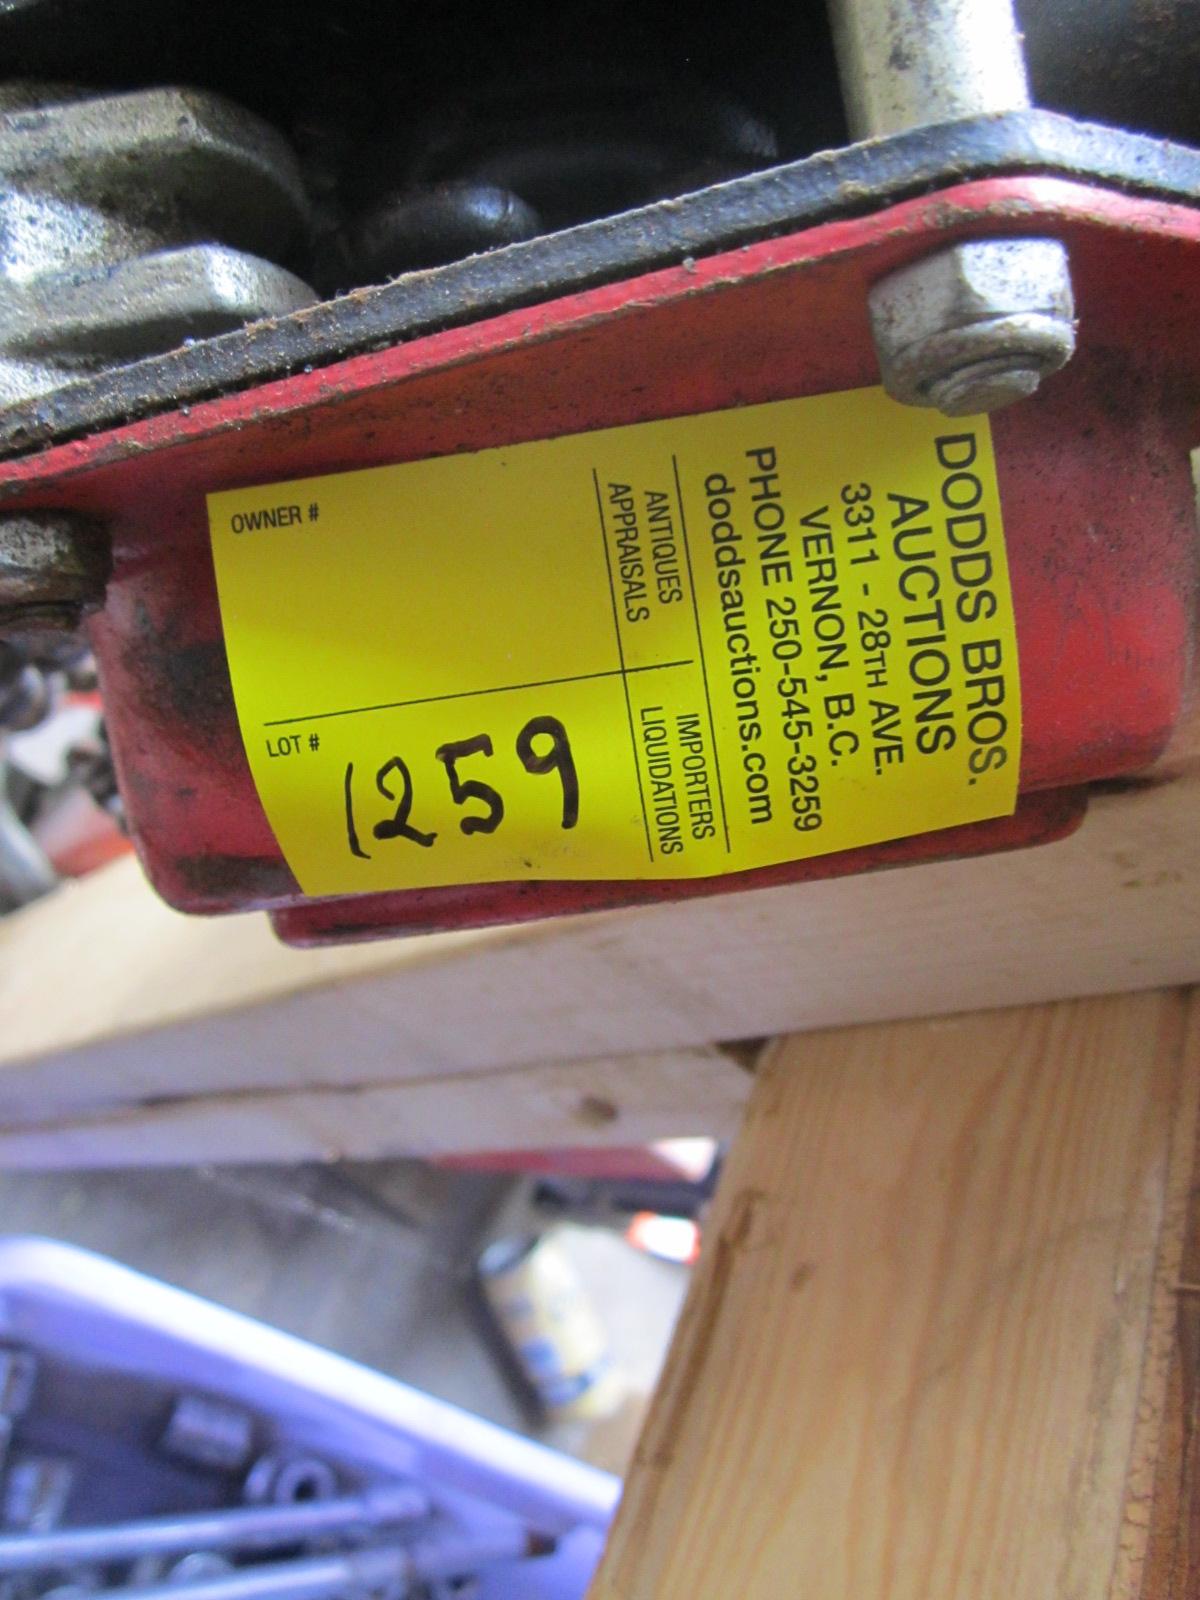 DODDS BROS.
AUCTIONS
3311 - 28TH AVE.
VERNON, B.C.
PHONE 250-545-3259
doddsauctions.com
ANTIQUES
APPRAISALS
IMPORTERS
LIQUIDATIONS
OWNER #
LOT #
1259